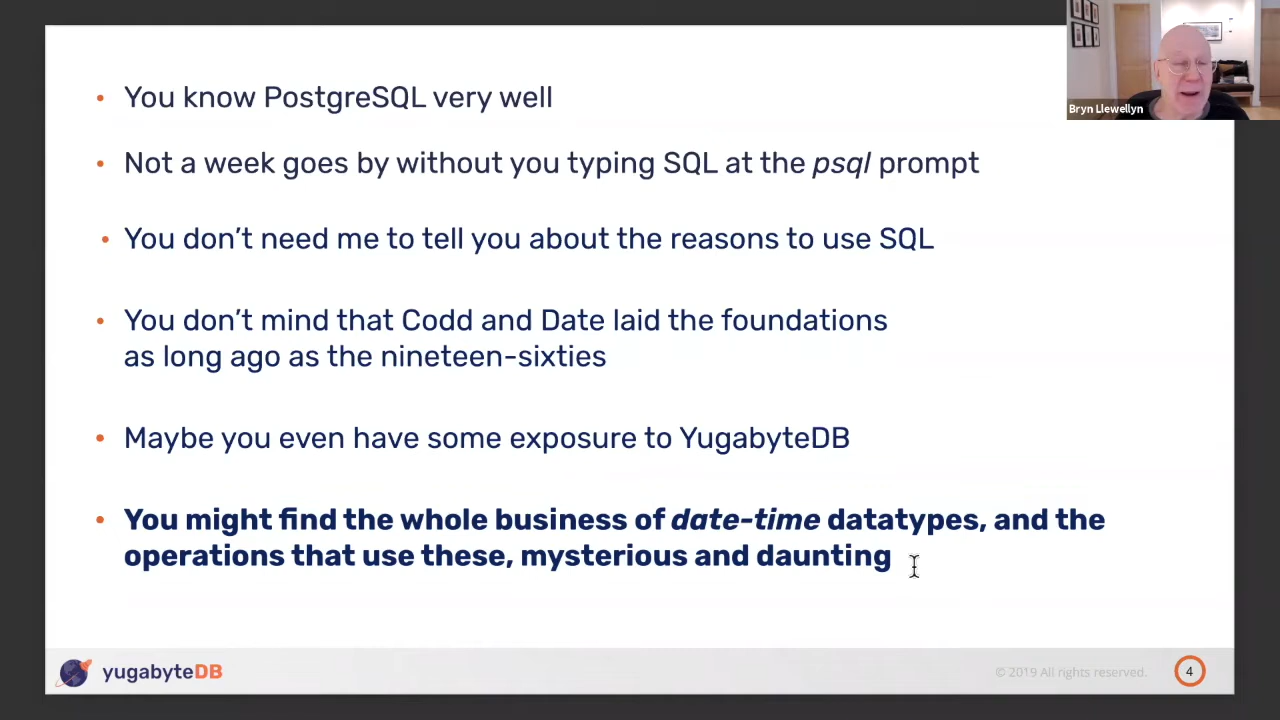 You know PostgreSQL very well
Not a week goes by without you typing SQL at the psql prompt
You don’t need me to tell you about the reasons to use SQL
You don’t mind that Codd and Date laid the foundations
as long ago as the nineteen-sixties
Maybe you even have some exposure to YugabyteDB
You might find the whole business of date-time datatypes, and the
operations that use these, mysterious and daunting
Bryn Llewellyn
yugabyteDB
© 2019 All rights reserved.
4